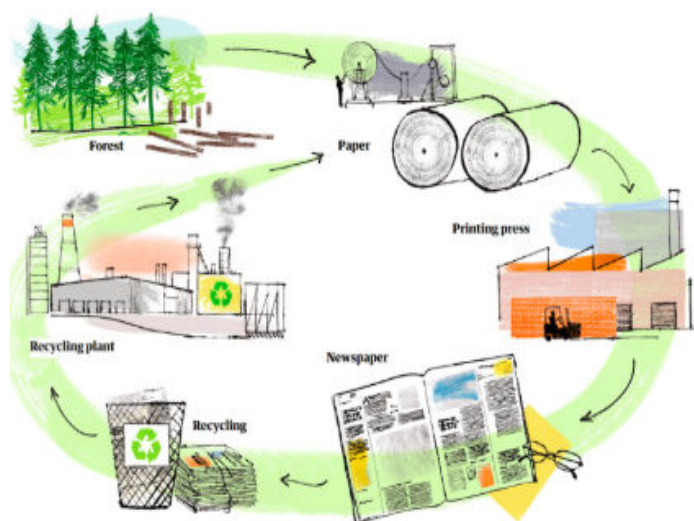 Forest
Paper
Printing press
Recycling plant
Newspaper
Recycling